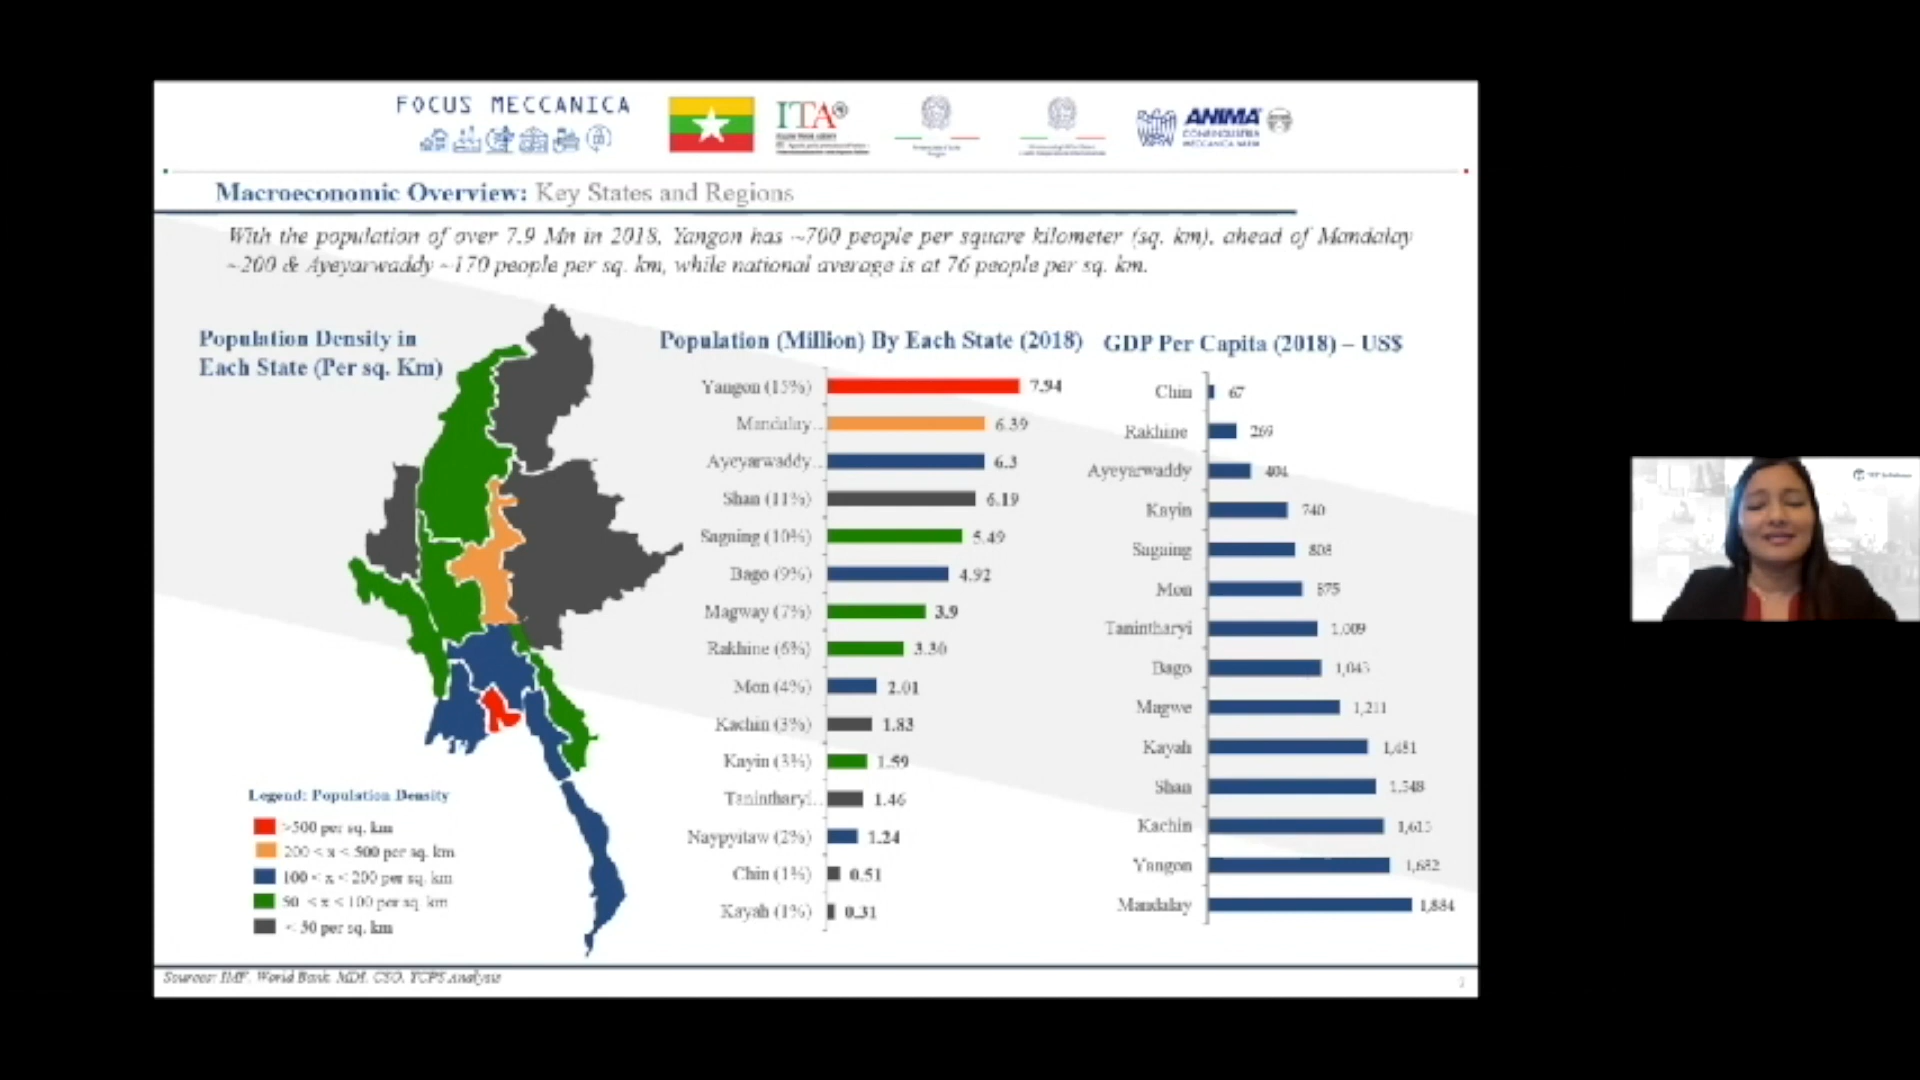 FOCUS MECCANICA
ITA
ANIMA
CONFINDUSTRIA
MECCANICA VARIA
Macroeconomic Overview: Key States and Regions
With the population of over 7.9 Mn in 2018, Yangon has ~700 people per square kilometer (sq. km), ahead of Mandalay
~200 & Ayeyarwaddy ~170 people per sq. km, while national average is at 76 people per sq. km.
Population Density in
Each State (Per sq. Km)
Legend: Population Density
>500 per sq. km
200 < x < 500 per sq. km
100 < x < 200 per sq. km
50 < x < 100 per sq. km
< 50 per sq. km
Population (Million) By Each State (2018)
Yangon (15%) 7.94
Mandalay... 6.39
Ayeyarwaddy... 6.3
Shan (11%) 6.19
Sagaing (10%) 5.49
Bago (9%) 4.92
Magway (7%) 3.9
Rakhine (6%) 3.30
Mon (4%) 2.01
Kachin (3%) 1.83
Kayin (3%) 1.59
Tanintharyi... 1.46
Naypyitaw (2%) 1.24
Chin (1%) 0.51
Kayah (1%) 0.31
GDP Per Capita (2018) – US$
Chin 67
Rakhine 269
Ayeyarwaddy 404
Kayin 740
Sagaing 808
Mon 875
Tanintharyi 1,009
Bago
Magwe 1,211
Kayah
Shan 1,548
Kachin
Yangon 1,682
Mandalay 1,884
Sources: IMF, World Bank, MDI, CSO, YCPS Analysis